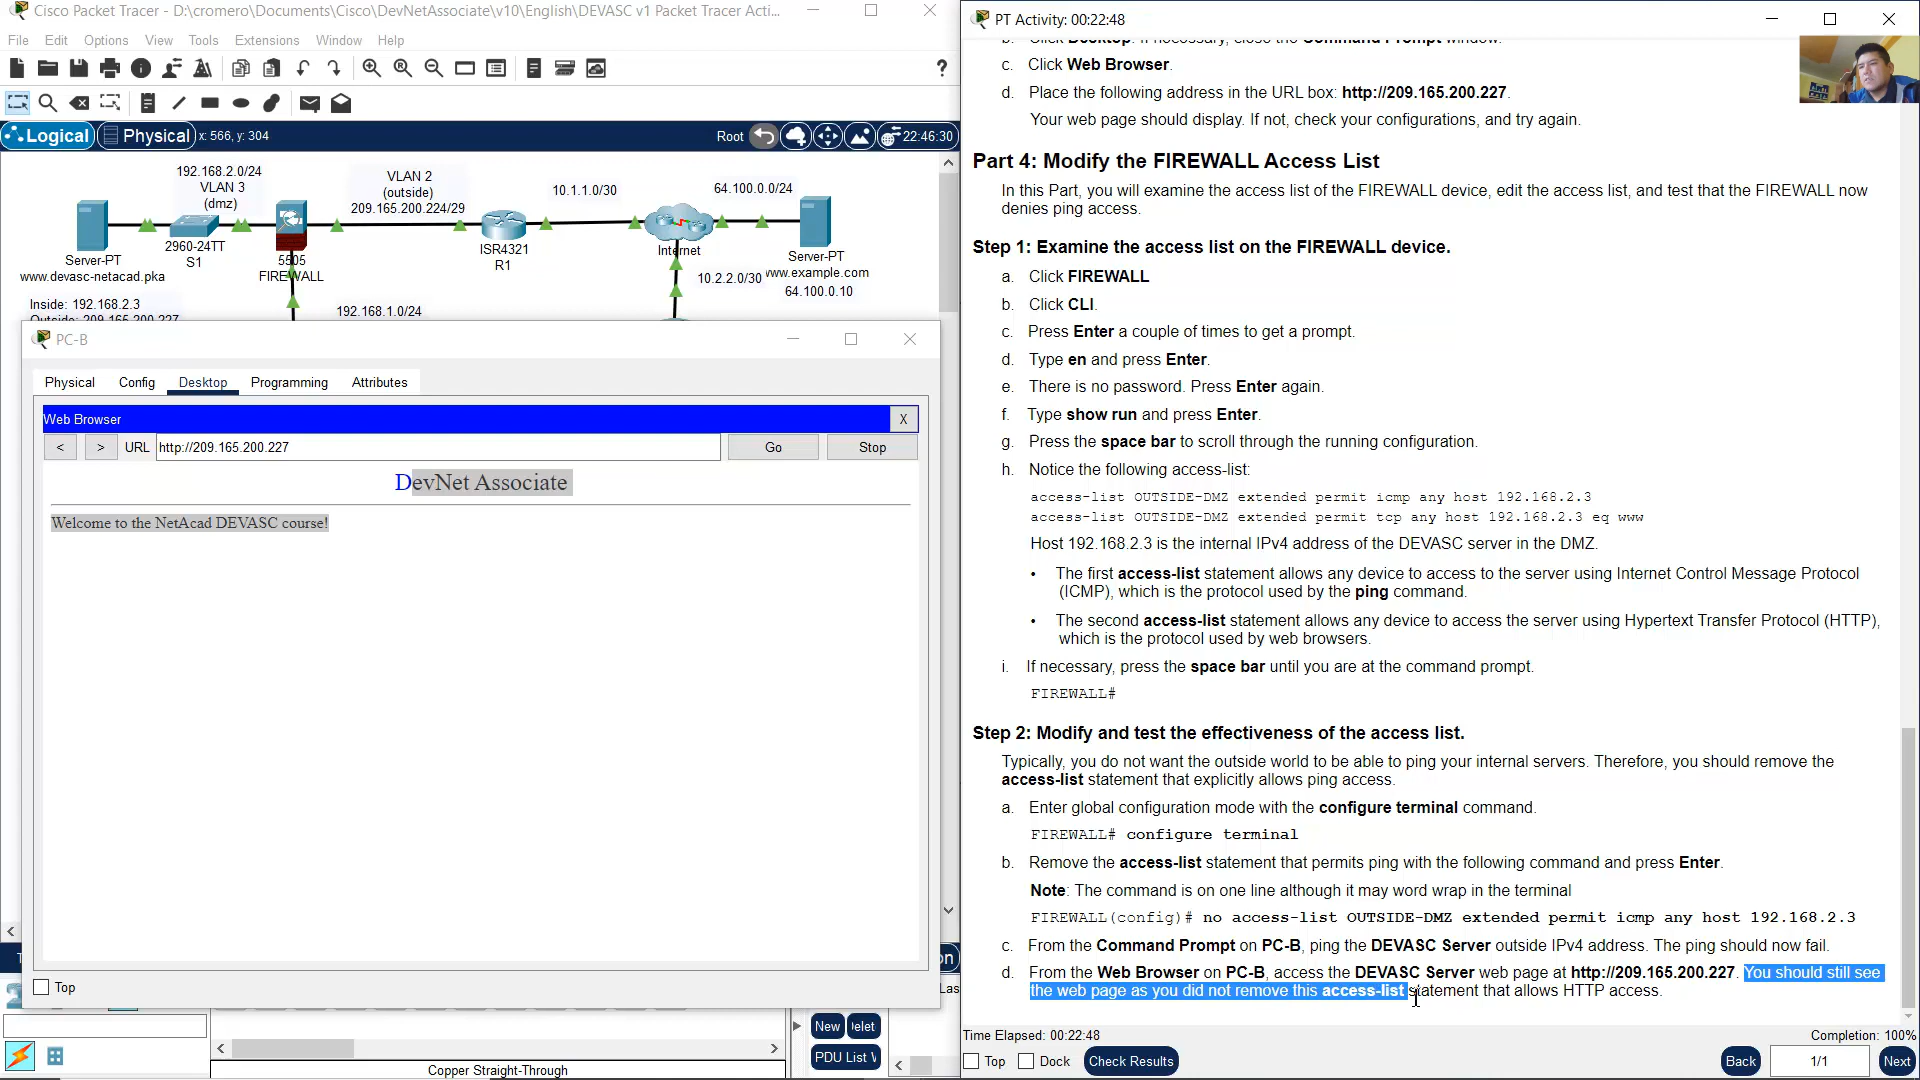 Cisco Packet Tracer - D:\cromero\Documents\Cisco\DevNetAssociate\v10\English\DEVASC v1 Packet Tracer Acti...
File Edit Options View Tools Extensions Window Help
?
Logical Physical x: 566, y: 304
Root 22:46:30
192.168.2.0/24
VLAN 3
(dmz)
VLAN 2
(outside)
209.165.200.224/29
10.1.1.0/30
64.100.0.0/24
2960-24TT
S1
Server-PT
www.devasc-netacad.pka
5505
FIREWALL
ISR4321
R1
Internet
Server-PT
www.example.com
64.100.0.10
10.2.2.0/30
Inside: 192.168.2.3
Outside: 209.165.200.227
192.168.1.0/24
PC-B
Physical Config Desktop Programming Attributes
Web Browser X
< > URL http://209.165.200.227 Go Stop
DevNet Associate
Welcome to the NetAcad DEVASC course!
Top
New
PDU List
Copper Straight-Through
PT Activity: 00:22:48
b. Click Desktop. If necessary, close the Command Prompt window.
c. Click Web Browser.
d. Place the following address in the URL box: http://209.165.200.227.
Your web page should display. If not, check your configurations, and try again.
Part 4: Modify the FIREWALL Access List
In this Part, you will examine the access list of the FIREWALL device, edit the access list, and test that the FIREWALL now
denies ping access.
Step 1: Examine the access list on the FIREWALL device.
a. Click FIREWALL
b. Click CLI.
c. Press Enter a couple of times to get a prompt.
d. Type en and press Enter.
e. There is no password. Press Enter again.
f. Type show run and press Enter.
g. Press the space bar to scroll through the running configuration.
h. Notice the following access-list:
access-list OUTSIDE-DMZ extended permit icmp any host 192.168.2.3
access-list OUTSIDE-DMZ extended permit tcp any host 192.168.2.3 eq www
Host 192.168.2.3 is the internal IPv4 address of the DEVASC server in the DMZ.
• The first access-list statement allows any device to access to the server using Internet Control Message Protocol
(ICMP), which is the protocol used by the ping command.
• The second access-list statement allows any device to access the server using Hypertext Transfer Protocol (HTTP),
which is the protocol used by web browsers.
i. If necessary, press the space bar until you are at the command prompt.
FIREWALL#
Step 2: Modify and test the effectiveness of the access list.
Typically, you do not want the outside world to be able to ping your internal servers. Therefore, you should remove the
access-list statement that explicitly allows ping access.
a. Enter global configuration mode with the configure terminal command.
FIREWALL# configure terminal
b. Remove the access-list statement that permits ping with the following command and press Enter.
Note: The command is on one line although it may word wrap in the terminal
FIREWALL(config)# no access-list OUTSIDE-DMZ extended permit icmp any host 192.168.2.3
c. From the Command Prompt on PC-B, ping the DEVASC Server outside IPv4 address. The ping should now fail.
d. From the Web Browser on PC-B, access the DEVASC Server web page at http://209.165.200.227. You should still see
the web page as you did not remove this access-list statement that allows HTTP access.
Time Elapsed: 00:22:48 Completion: 100%
Top Dock Check Results Back 1/1 Next